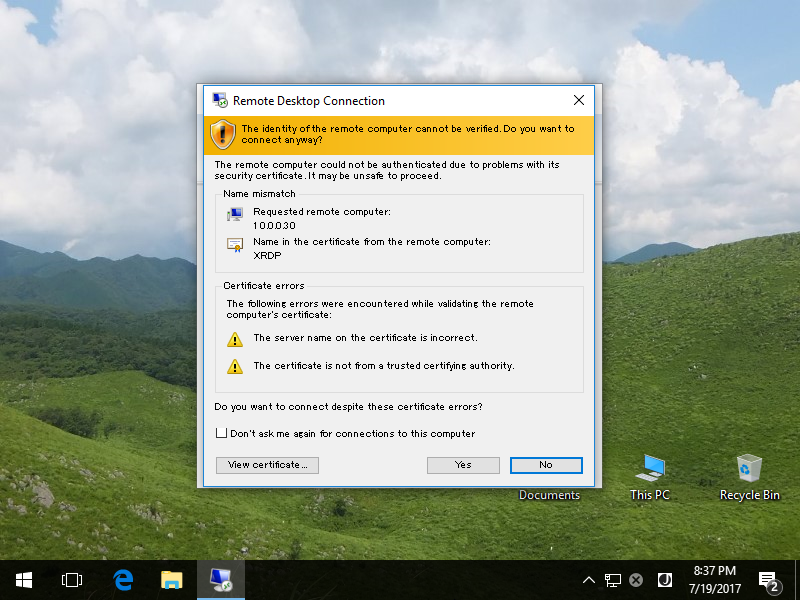 Remote Desktop Connection
The identity of the remote computer cannot be verified. Do you want to
connect anyway?
The remote computer could not be authenticated due to problems with its
security certificate. It may be unsafe to proceed.
Name mismatch
Requested remote computer:
10.0.0.30
Name in the certificate from the remote computer:
XRDP
Certificate errors
The following errors were encountered while validating the remote
computer's certificate:
The server name on the certificate is incorrect.
The certificate is not from a trusted certifying authority.
Do you want to connect despite these certificate errors?
Don't ask me again for connections to this computer
View certificate...
Yes
No
Documents
This PC
Recycle Bin
8:37 PM
7/19/2017
2